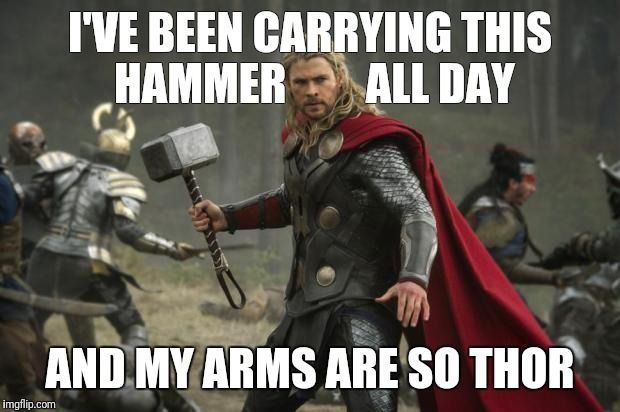 I'VE BEEN CARRYING THIS
HAMMER ALL DAY
AND MY ARMS ARE SO THOR
imgflip.com